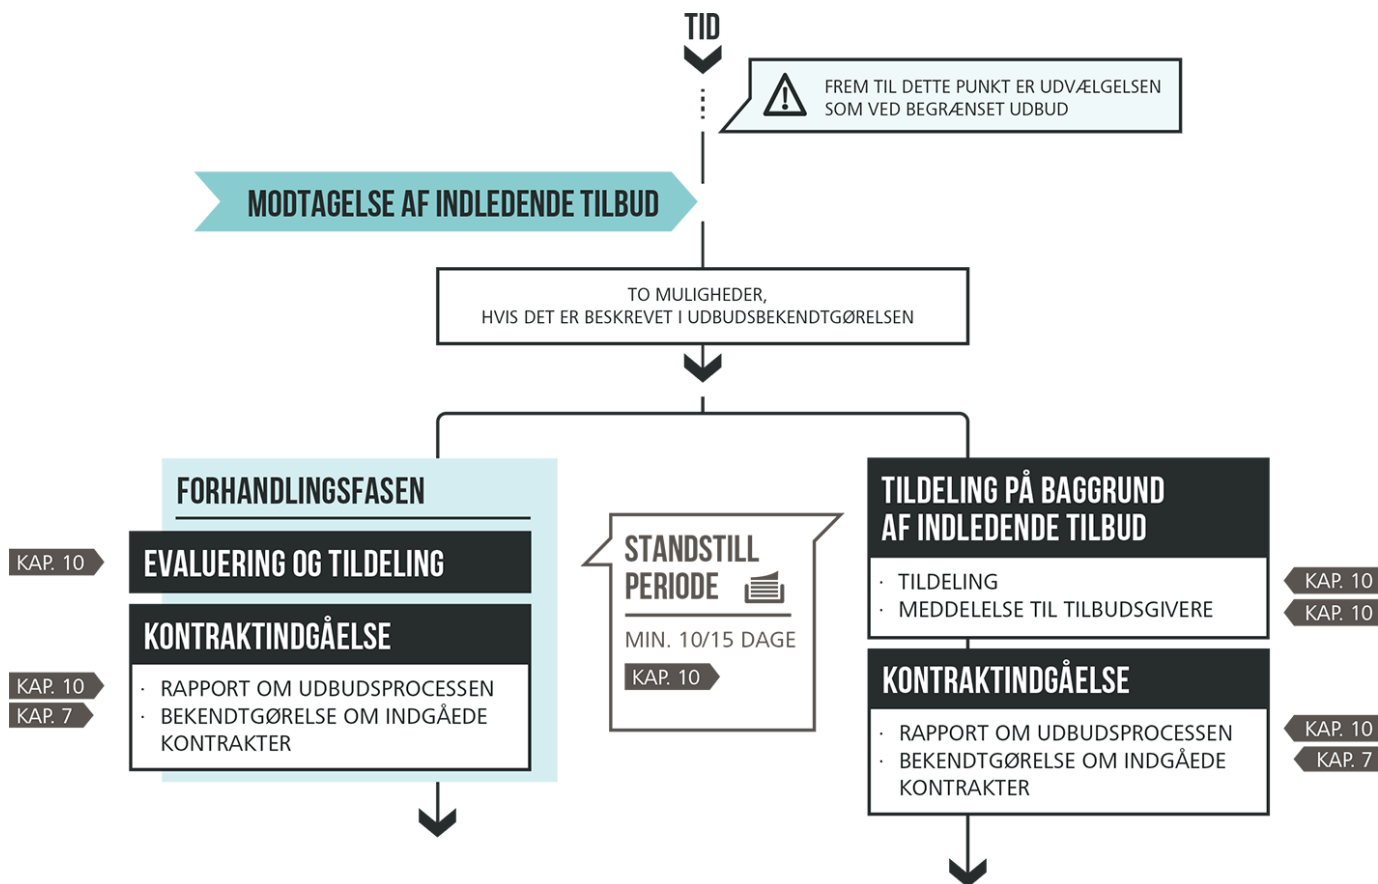 TID
FREM TIL DETTE PUNKT ER UDVÆLGELSEN
SOM VED BEGRÆNSET UDBUD
MODTAGELSE AF INDLEDENDE TILBUD
TO MULIGHEDER,
HVIS DET ER BESKREVET I UDBUDSBEKENDTGØRELSEN
FORHANDLINGSFASEN
KAP. 10
EVALUERING OG TILDELING
KONTRAKTINDGÅELSE
KAP. 10
· RAPPORT OM UDBUDSPROCESSEN
KAP. 7
· BEKENDTGØRELSE OM INDGÅEDE
KONTRAKTER
STANDSTILL
PERIODE
MIN. 10/15 DAGE
KAP. 10
TILDELING PÅ BAGGRUND
AF INDLEDENDE TILBUD
· TILDELING
KAP. 10
· MEDDELELSE TIL TILBUDSGIVERE
KAP. 10
KONTRAKTINDGÅELSE
· RAPPORT OM UDBUDSPROCESSEN
KAP. 10
· BEKENDTGØRELSE OM INDGÅEDE
KAP. 7
KONTRAKTER